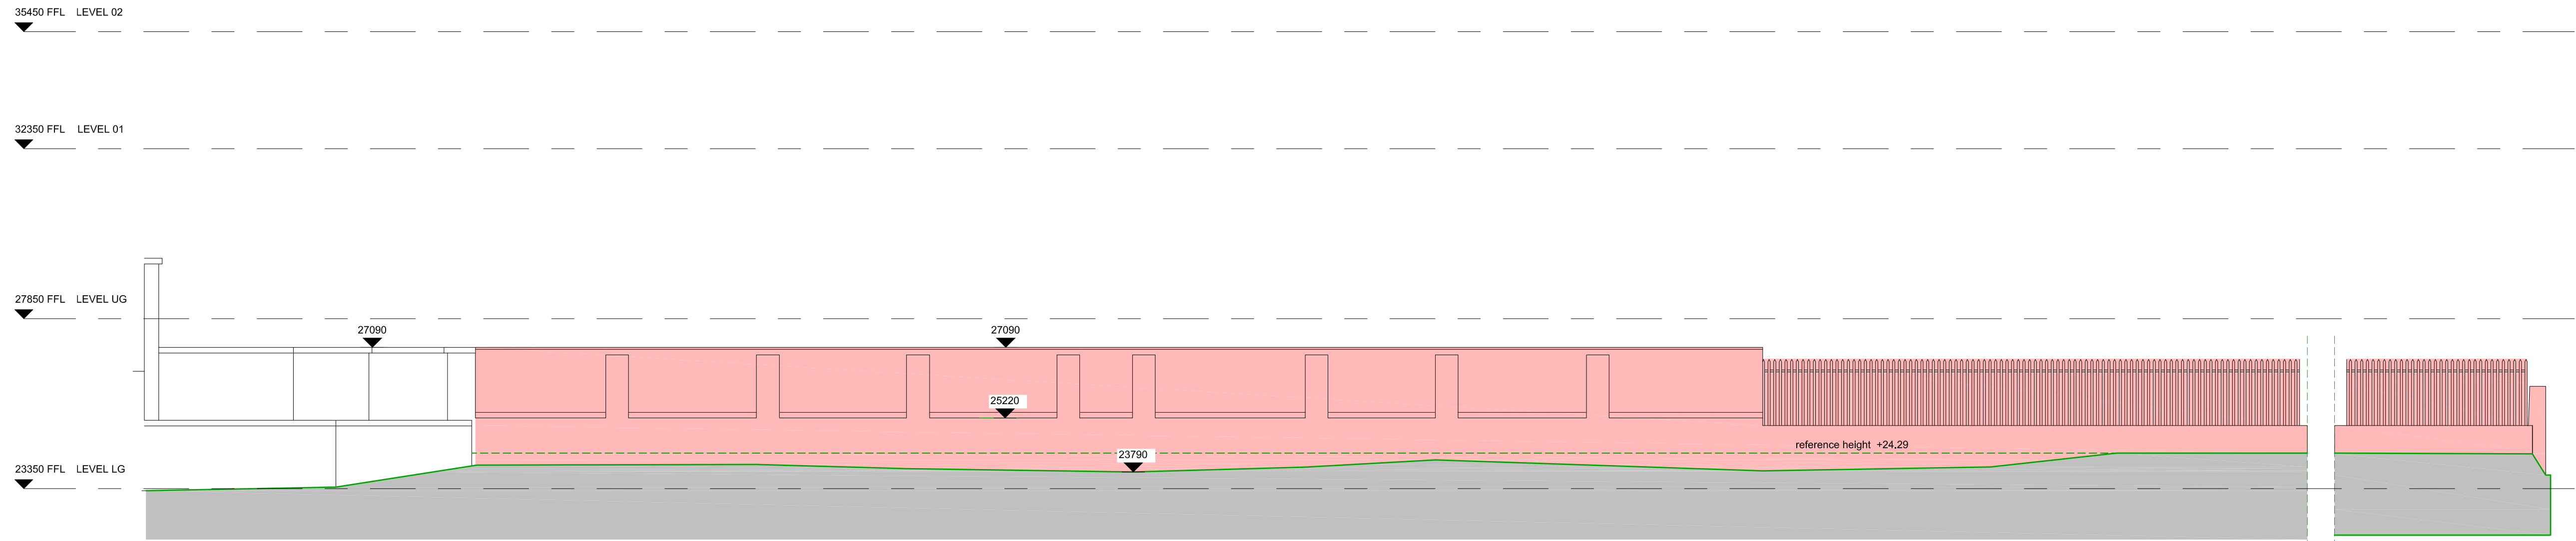 35450 FFL LEVEL 02
32350 FFL LEVEL 01
27850 FFL LEVEL UG
27090
27090
25220
reference height +24,29
23790
23350 FFL LEVEL LG